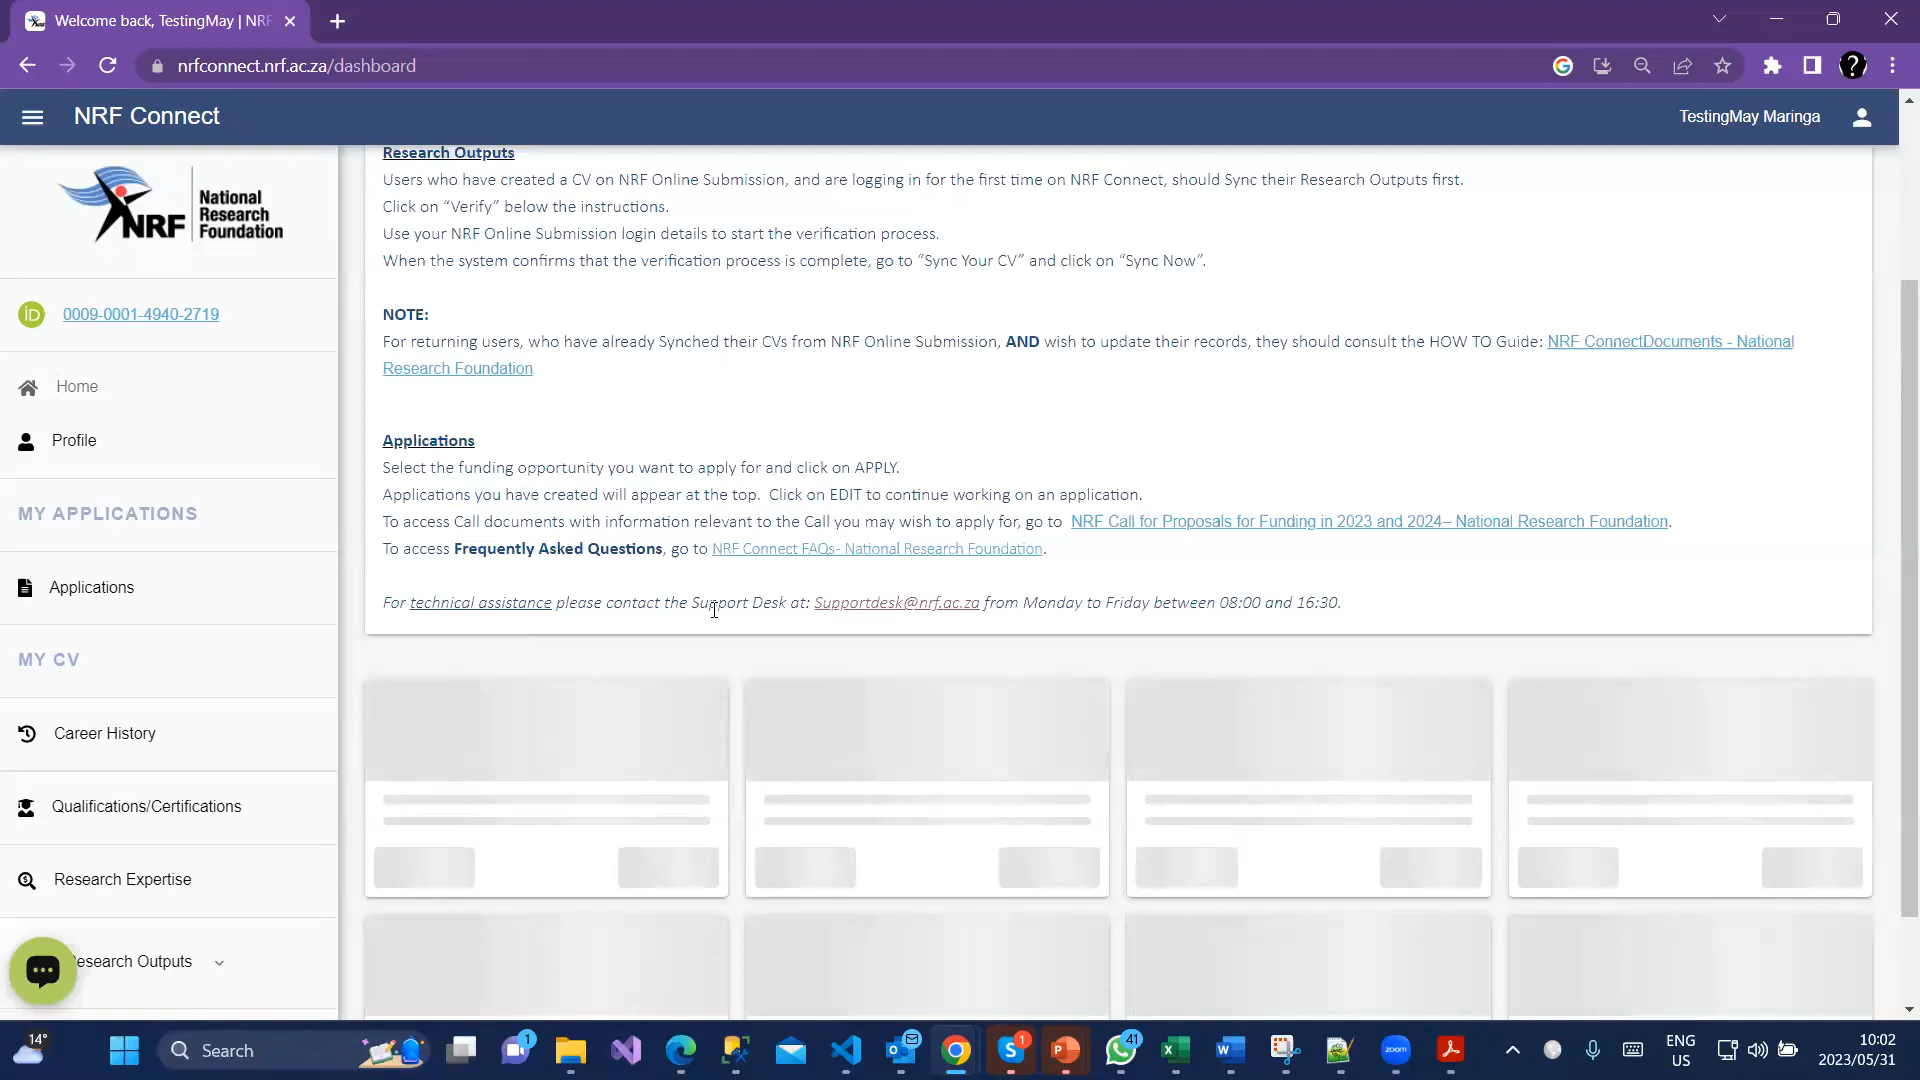 Welcome back, TestingMay | NRF
nrfconnect.nrf.ac.za/dashboard
NRF Connect
TestingMay Maringa
NRF
National
Research
Foundation
iD
0009-0001-4940-2719
Home
Profile
MY APPLICATIONS
Applications
MY CV
Career History
Qualifications/Certifications
Research Expertise
esearch Outputs
Research Outputs
Users who have created a CV on NRF Online Submission, and are logging in for the first time on NRF Connect, should Sync their Research Outputs first.
Click on “Verify” below the instructions.
Use your NRF Online Submission login details to start the verification process.
When the system confirms that the verification process is complete, go to “Sync Your CV” and click on “Sync Now”.
NOTE:
For returning users, who have already Synched their CVs from NRF Online Submission, AND wish to update their records, they should consult the HOW TO Guide: NRF ConnectDocuments - National
Research Foundation
Applications
Select the funding opportunity you want to apply for and click on APPLY.
Applications you have created will appear at the top. Click on EDIT to continue working on an application.
To access Call documents with information relevant to the Call you may wish to apply for, go to NRF Call for Proposals for Funding in 2023 and 2024– National Research Foundation.
To access Frequently Asked Questions, go to NRF Connect FAQs- National Research Foundation.
For technical assistance please contact the Support Desk at: Supportdesk@nrf.ac.za from Monday to Friday between 08:00 and 16:30.
14°
Search
1
1
41
zoom
ENG
US
10:02
2023/05/31